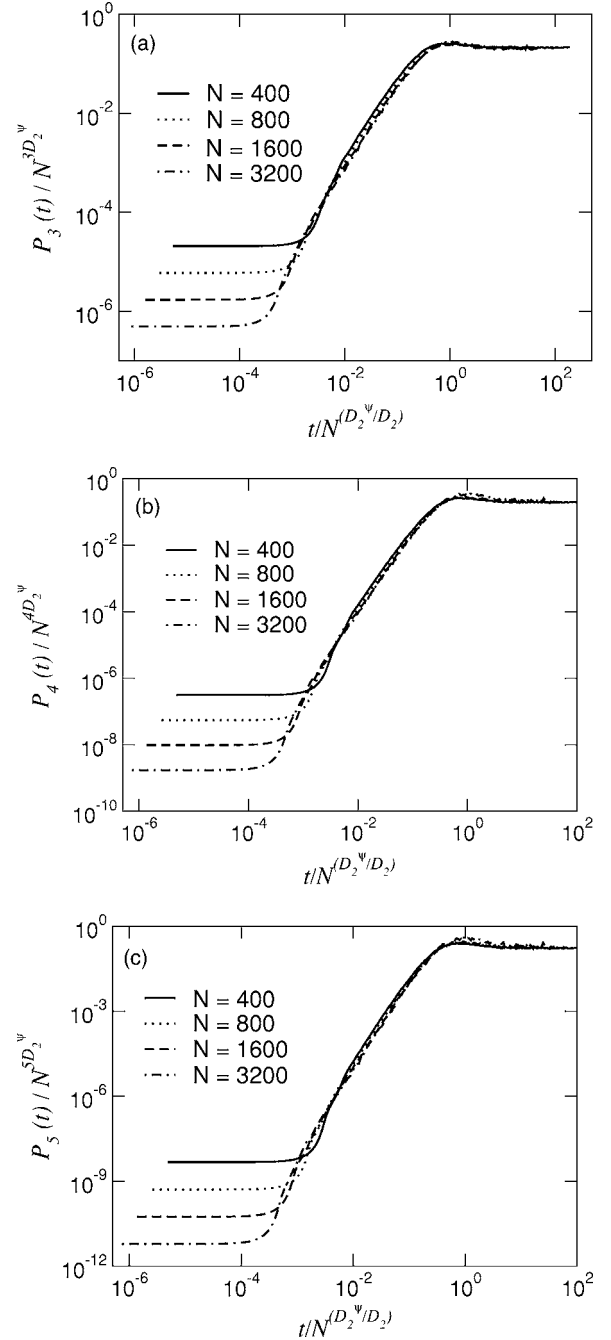 (a)
N = 400
N = 800
N = 1600
N = 3200
10^0
10^-2
10^-4
10^-6
P_3(t) / N^{3D_2^ψ}
10^-6 10^-4 10^-2 10^0 10^2
t/N^{(D_2^ψ/D_2)}
(b)
N = 400
N = 800
N = 1600
N = 3200
10^0
10^-2
10^-4
10^-6
10^-8
10^-10
P_4(t) / N^{4D_2^ψ}
10^-6 10^-4 10^-2 10^0 10^2
t/N^{(D_2^ψ/D_2)}
(c)
N = 400
N = 800
N = 1600
N = 3200
10^0
10^-3
10^-6
10^-9
10^-12
P_5(t) / N^{5D_2^ψ}
10^-6 10^-4 10^-2 10^0 10^2
t/N^{(D_2^ψ/D_2)}